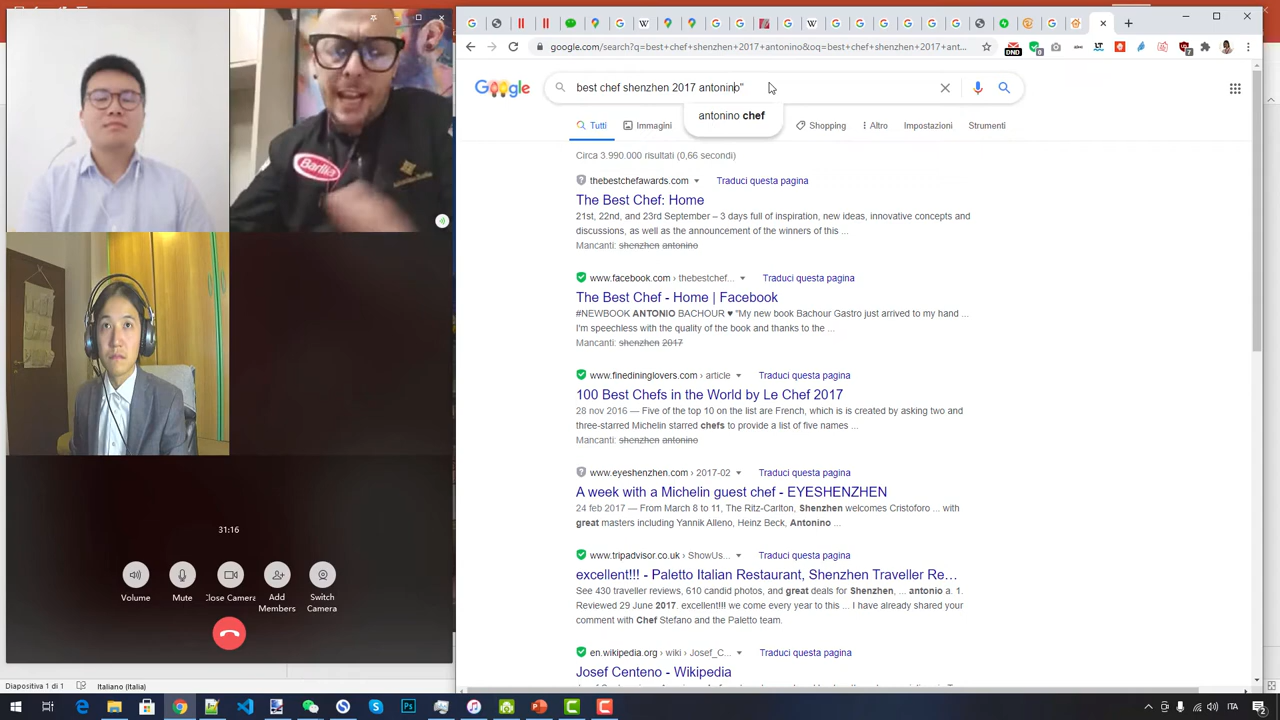 Barilla
31:16
Volume
Mute
Close Camera
Add Members
Switch Camera
Diapositiva 1 di 1
Italiano (Italia)
google.com/search?q=best+chef+shenzhen+2017+antonino&oq=best+chef+shenzhen+2017+ant...
DND
0
7
Google
best chef shenzhen 2017 antonino"
antonino chef
Tutti
Immagini
Shopping
Altro
Impostazioni
Strumenti
Circa 3.990.000 risultati (0,66 secondi)
thebestchefawards.com
Traduci questa pagina
The Best Chef: Home
21st, 22nd, and 23rd September – 3 days full of inspiration, new ideas, innovative concepts and
discussions, as well as the announcement of the winners of this ...
Mancanti: shenzhen antonino
www.facebook.com › thebestchef...
Traduci questa pagina
The Best Chef - Home | Facebook
#NEWBOOK ANTONIO BACHOUR ♥ "My new book Bachour Gastro just arrived to my hand ...
I'm speechless with the quality of the book and thanks to the ...
Mancanti: shenzhen 2017
www.finedininglovers.com › article
Traduci questa pagina
100 Best Chefs in the World by Le Chef 2017
28 nov 2016 — Five of the top 10 on the list are French, which is is created by asking two and
three-starred Michelin starred chefs to provide a list of five names ...
Mancanti: shenzhen antonino
www.eyeshenzhen.com › 2017-02
Traduci questa pagina
A week with a Michelin guest chef - EYESHENZHEN
24 feb 2017 — From March 8 to 11, The Ritz-Carlton, Shenzhen welcomes Cristoforo ... with
great masters including Yannik Alleno, Heinz Beck, Antonino ...
www.tripadvisor.co.uk › ShowUs...
Traduci questa pagina
excellent!!! - Paletto Italian Restaurant, Shenzhen Traveller Re…
See 430 traveller reviews, 610 candid photos, and great deals for Shenzhen, ... antonio a. 1.
Reviewed 29 June 2017. excellent!!! we come every year to this ... I have already shared your
comment with Chef Stefano and the Paletto team.
en.wikipedia.org › wiki › Josef_C...
Traduci questa pagina
Josef Centeno - Wikipedia
ITA